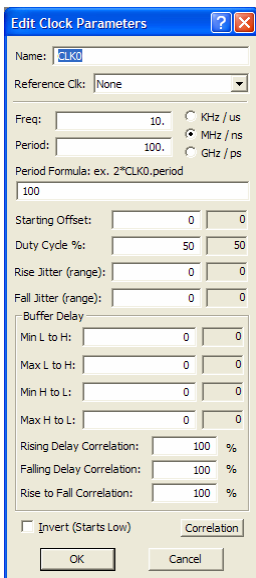 Edit Clock Parameters
Name: CLK0
Reference Clk: None
Freq: 10. KHz / us
MHz / ns
Period: 100. GHz / ps
Period Formula: ex. 2*CLK0.period
100
Starting Offset: 0 0
Duty Cycle %: 50 50
Rise Jitter (range): 0 0
Fall Jitter (range): 0 0
Buffer Delay
Min L to H: 0 0
Max L to H: 0 0
Min H to L: 0 0
Max H to L: 0 0
Rising Delay Correlation: 100 %
Falling Delay Correlation: 100 %
Rise to Fall Correlation: 100 %
Invert (Starts Low) Correlation
OK Cancel